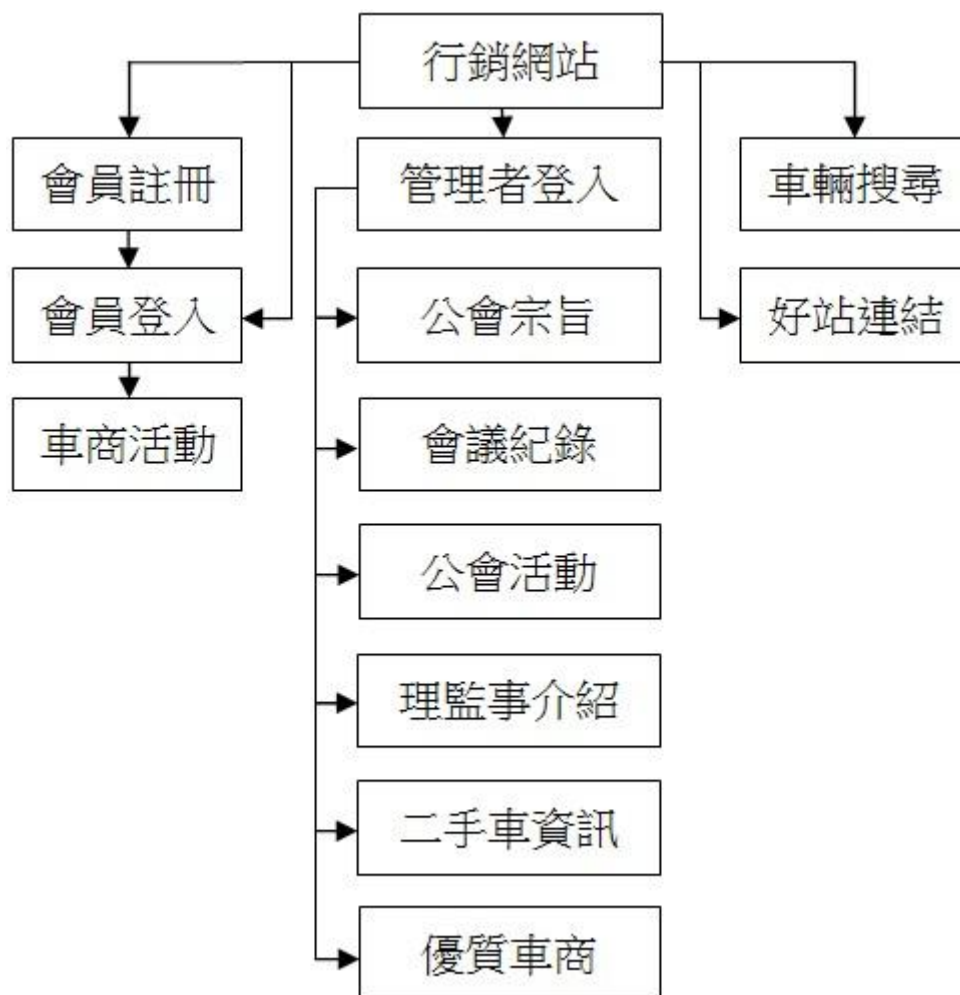 行銷網站
會員註冊
管理者登入
車輛搜尋
會員登入
公會宗旨
好站連結
車商活動
會議紀錄
公會活動
理監事介紹
二手車資訊
優質車商